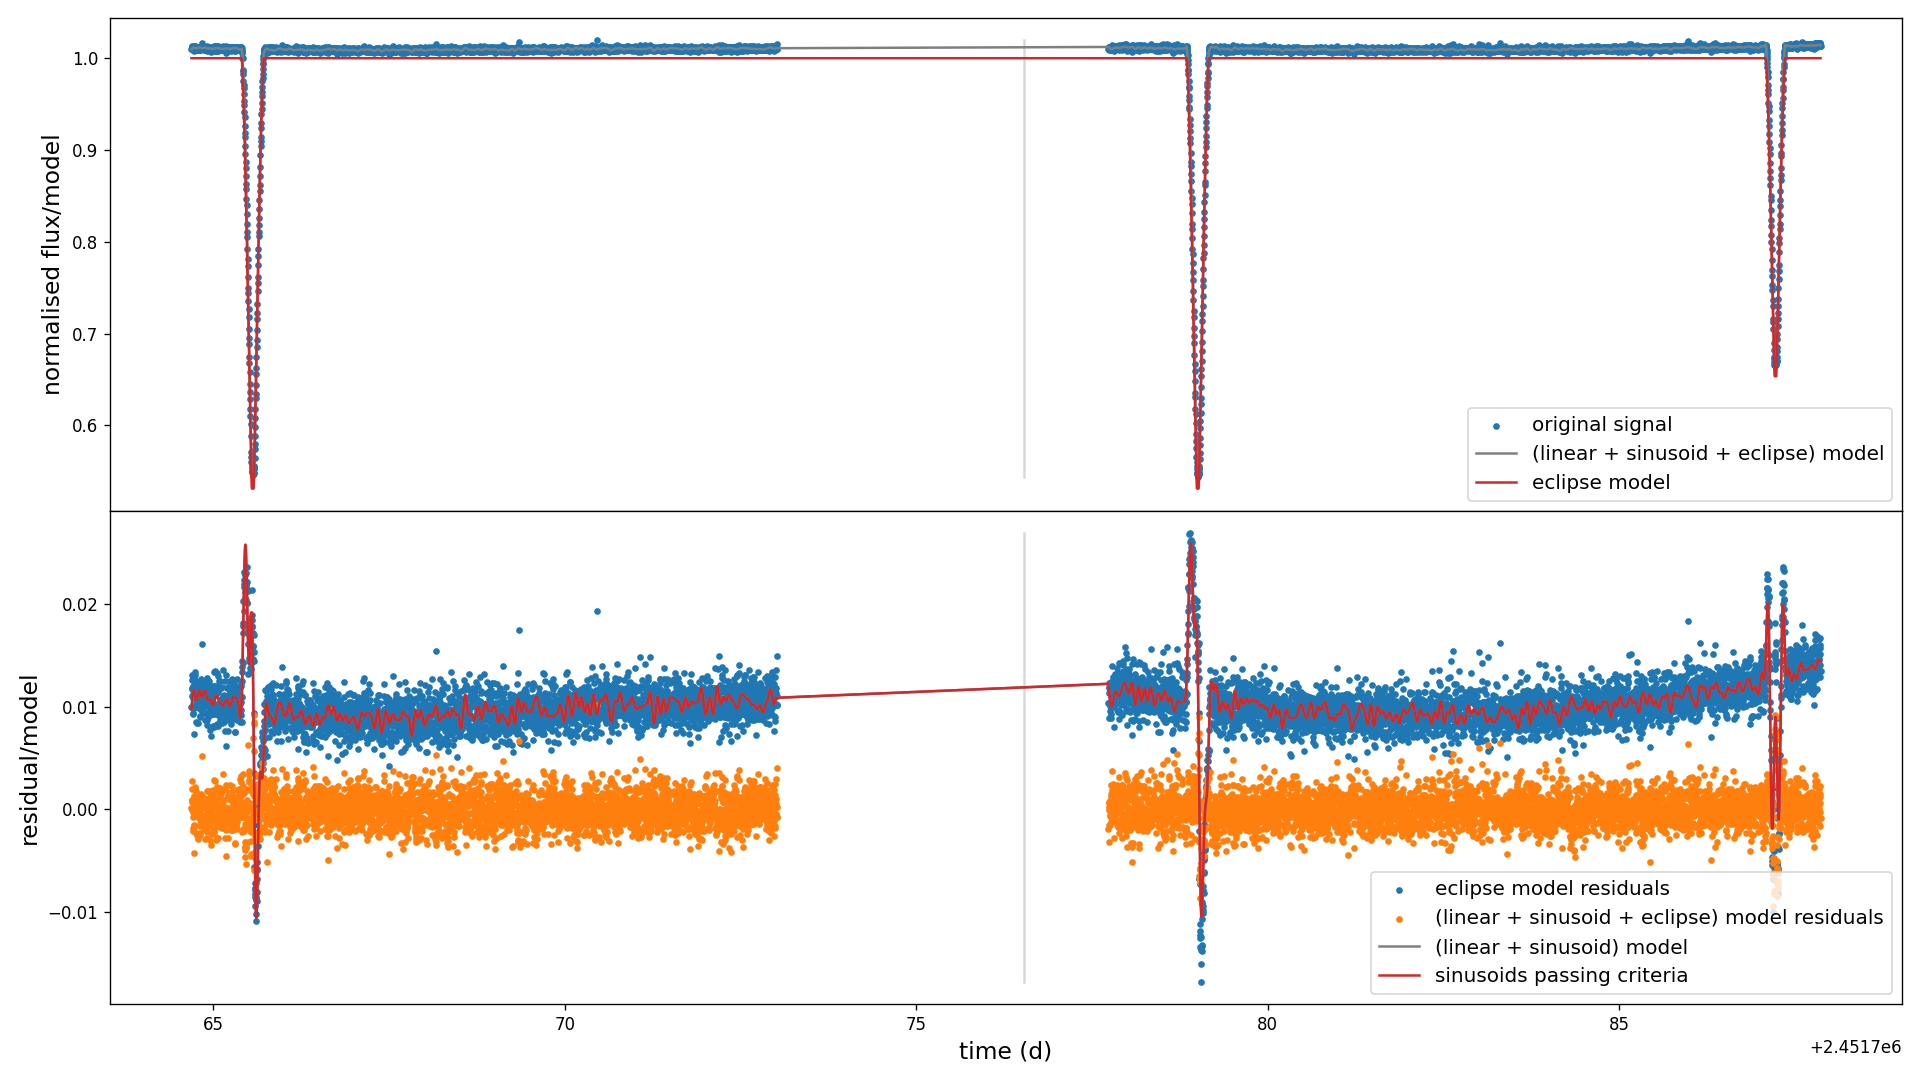 1.0
0.9
0.8
0.7
0.6
normalised flux/model
original signal
(linear + sinusoid + eclipse) model
eclipse model
0.02
0.01
0.00
−0.01
residual/model
eclipse model residuals
(linear + sinusoid + eclipse) model residuals
(linear + sinusoid) model
sinusoids passing criteria
65 70 75 80 85
time (d)
+2.4517e6